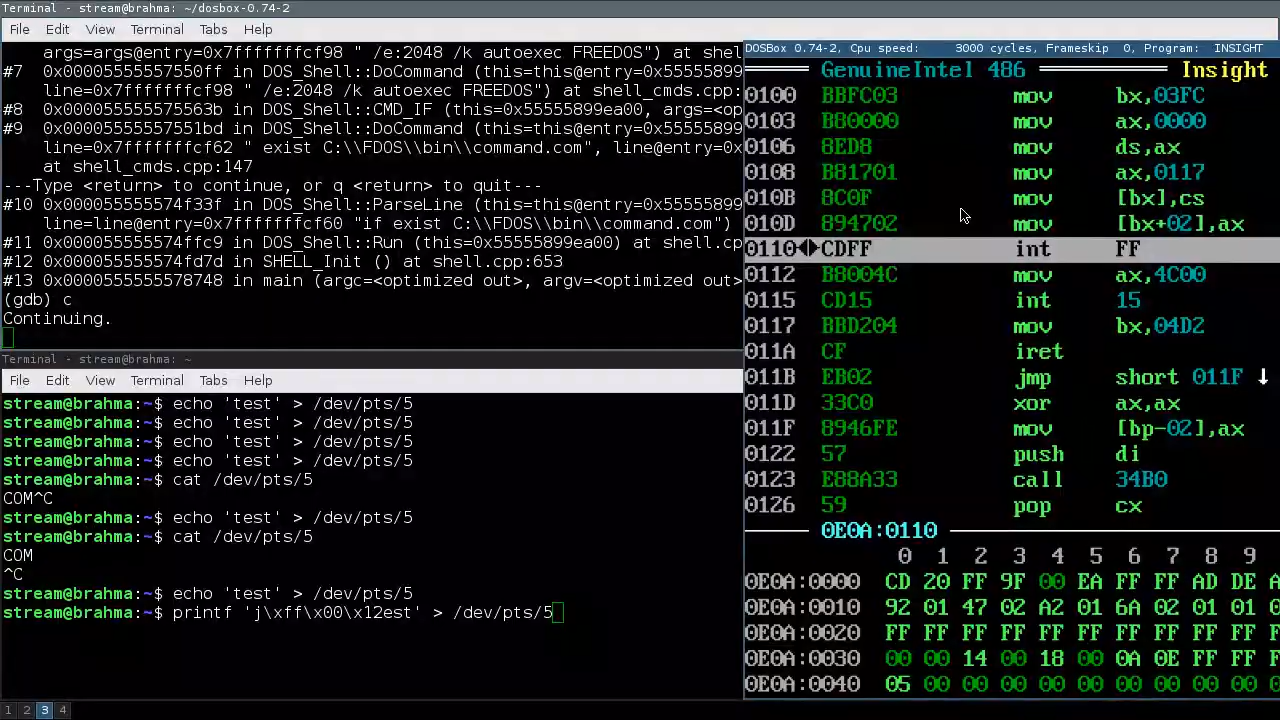 Terminal - stream@brahma: ~/dosbox-0.74-2
File Edit View Terminal Tabs Help
args=args@entry=0x7fffffffcf98 " /e:2048 /k autoexec FREEDOS") at shell
#7 0x00005555557550ff in DOS_Shell::DoCommand (this=this@entry=0x55555899
line=0x7fffffffcf98 " /e:2048 /k autoexec FREEDOS") at shell_cmds.cpp:
#8 0x000055555575563b in DOS_Shell::CMD_IF (this=0x55555899ea00, args=<op
#9 0x00005555557551bd in DOS_Shell::DoCommand (this=this@entry=0x55555899
line=0x7fffffffcf62 " exist C:\\FDOS\\bin\\command.com", line@entry=0x
at shell_cmds.cpp:147
---Type <return> to continue, or q <return> to quit---
#10 0x000055555574f33f in DOS_Shell::ParseLine (this=this@entry=0x55555899
line=line@entry=0x7fffffffcf60 "if exist C:\\FDOS\\bin\\command.com")
#11 0x000055555574ffc9 in DOS_Shell::Run (this=0x55555899ea00) at shell.cp
#12 0x000055555574fd7d in SHELL_Init () at shell.cpp:653
#13 0x0000555555578748 in main (argc=<optimized out>, argv=<optimized out>
(gdb) c
Continuing.
Terminal - stream@brahma: ~
File Edit View Terminal Tabs Help
stream@brahma:~$ echo 'test' > /dev/pts/5
stream@brahma:~$ echo 'test' > /dev/pts/5
stream@brahma:~$ echo 'test' > /dev/pts/5
stream@brahma:~$ echo 'test' > /dev/pts/5
stream@brahma:~$ cat /dev/pts/5
COM^C
stream@brahma:~$ echo 'test' > /dev/pts/5
stream@brahma:~$ cat /dev/pts/5
COM
^C
stream@brahma:~$ echo 'test' > /dev/pts/5
stream@brahma:~$ printf 'j\xff\x00\x12est' > /dev/pts/5
1 2 3 4
DOSBox 0.74-2, Cpu speed: 3000 cycles, Frameskip 0, Program: INSIGHT
GenuineIntel 486 Insight
0100 BBFC03 mov bx,03FC
0103 B80000 mov ax,0000
0106 8ED8 mov ds,ax
0108 B81701 mov ax,0117
010B 8C0F mov [bx],cs
010D 894702 mov [bx+02],ax
0110 CDFF int FF
0112 B8004C mov ax,4C00
0115 CD15 int 15
0117 BBD204 mov bx,04D2
011A CF iret
011B EB02 jmp short 011F ↓
011D 33C0 xor ax,ax
011F 8946FE mov [bp-02],ax
0122 57 push di
0123 E88A33 call 34B0
0126 59 pop cx
0E0A:0110
0 1 2 3 4 5 6 7 8 9
0E0A:0000 CD 20 FF 9F 00 EA FF FF AD DE A
0E0A:0010 92 01 47 02 A2 01 6A 02 01 01 0
0E0A:0020 FF FF FF FF FF FF FF FF FF FF F
0E0A:0030 00 00 14 00 18 00 0A 0E FF FF F
0E0A:0040 05 00 00 00 00 00 00 00 00 00 0